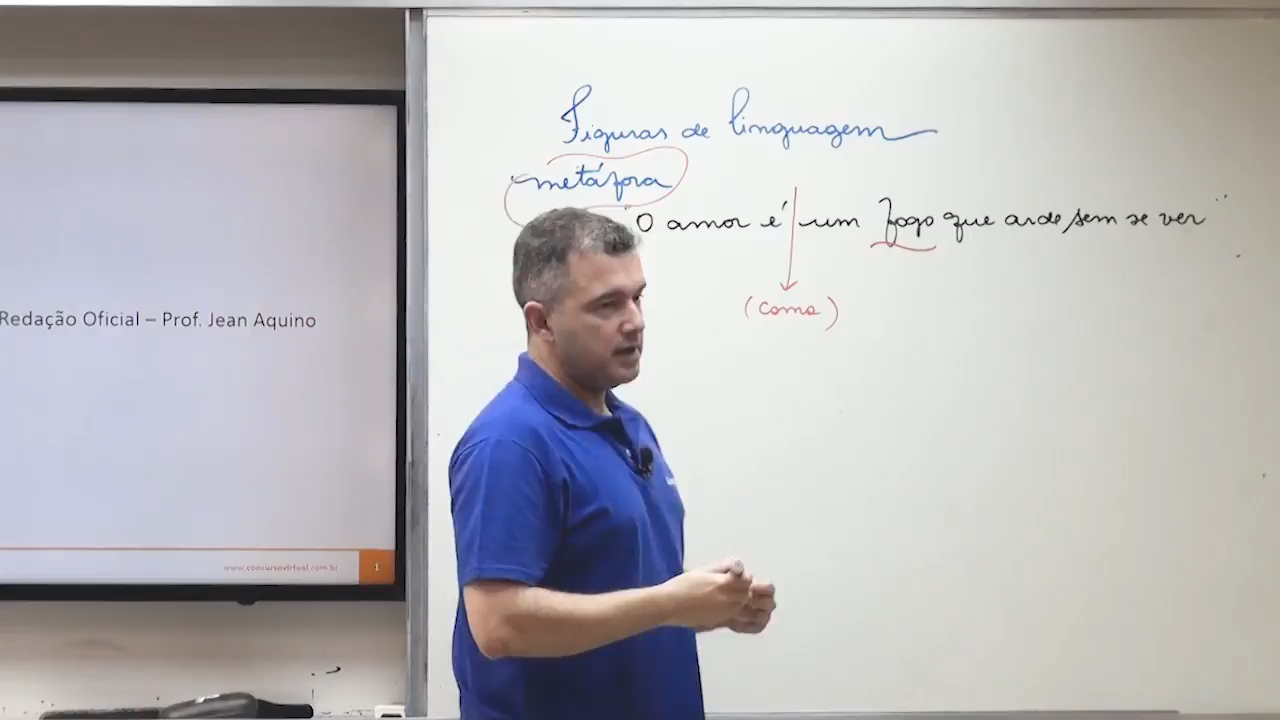 Redação Oficial – Prof. Jean Aquino
www.concursovirtual.com.br
1
Figuras de linguagem
metáfora
"O amor é um fogo que arde sem se ver"
(como)